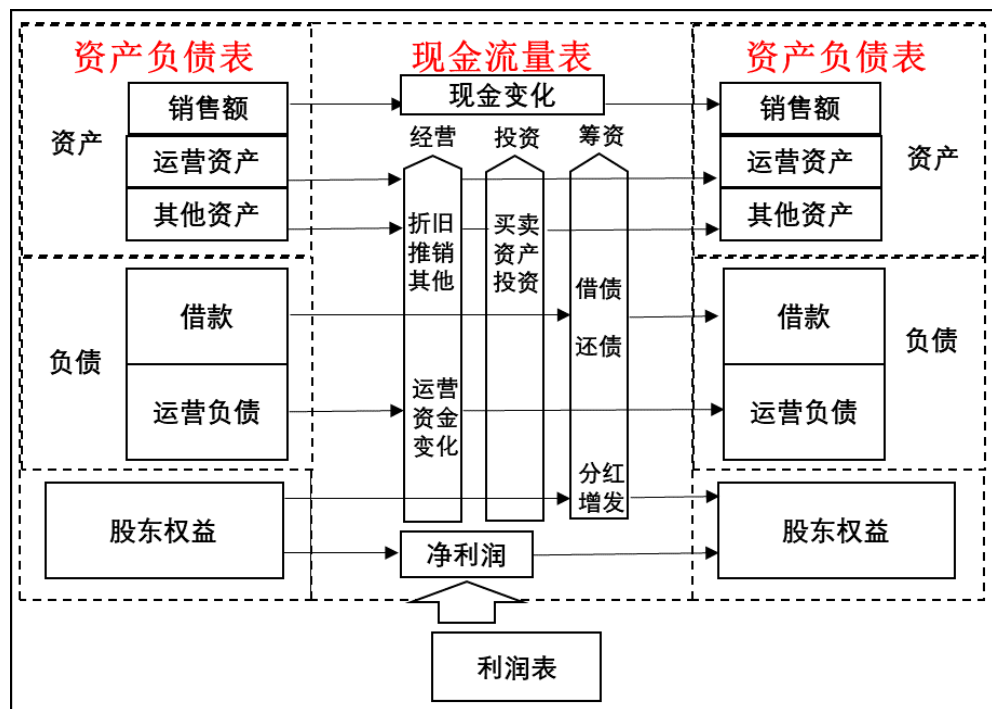 资产负债表
现金流量表
资产负债表
资产
销售额
运营资产
其他资产
现金变化
经营
投资
筹资
折旧
推销
其他
买卖
资产
投资
借债
还债
销售额
运营资产
其他资产
资产
负债
借款
运营负债
运营
资金
变化
分红
增发
借款
运营负债
负债
股东权益
净利润
股东权益
利润表